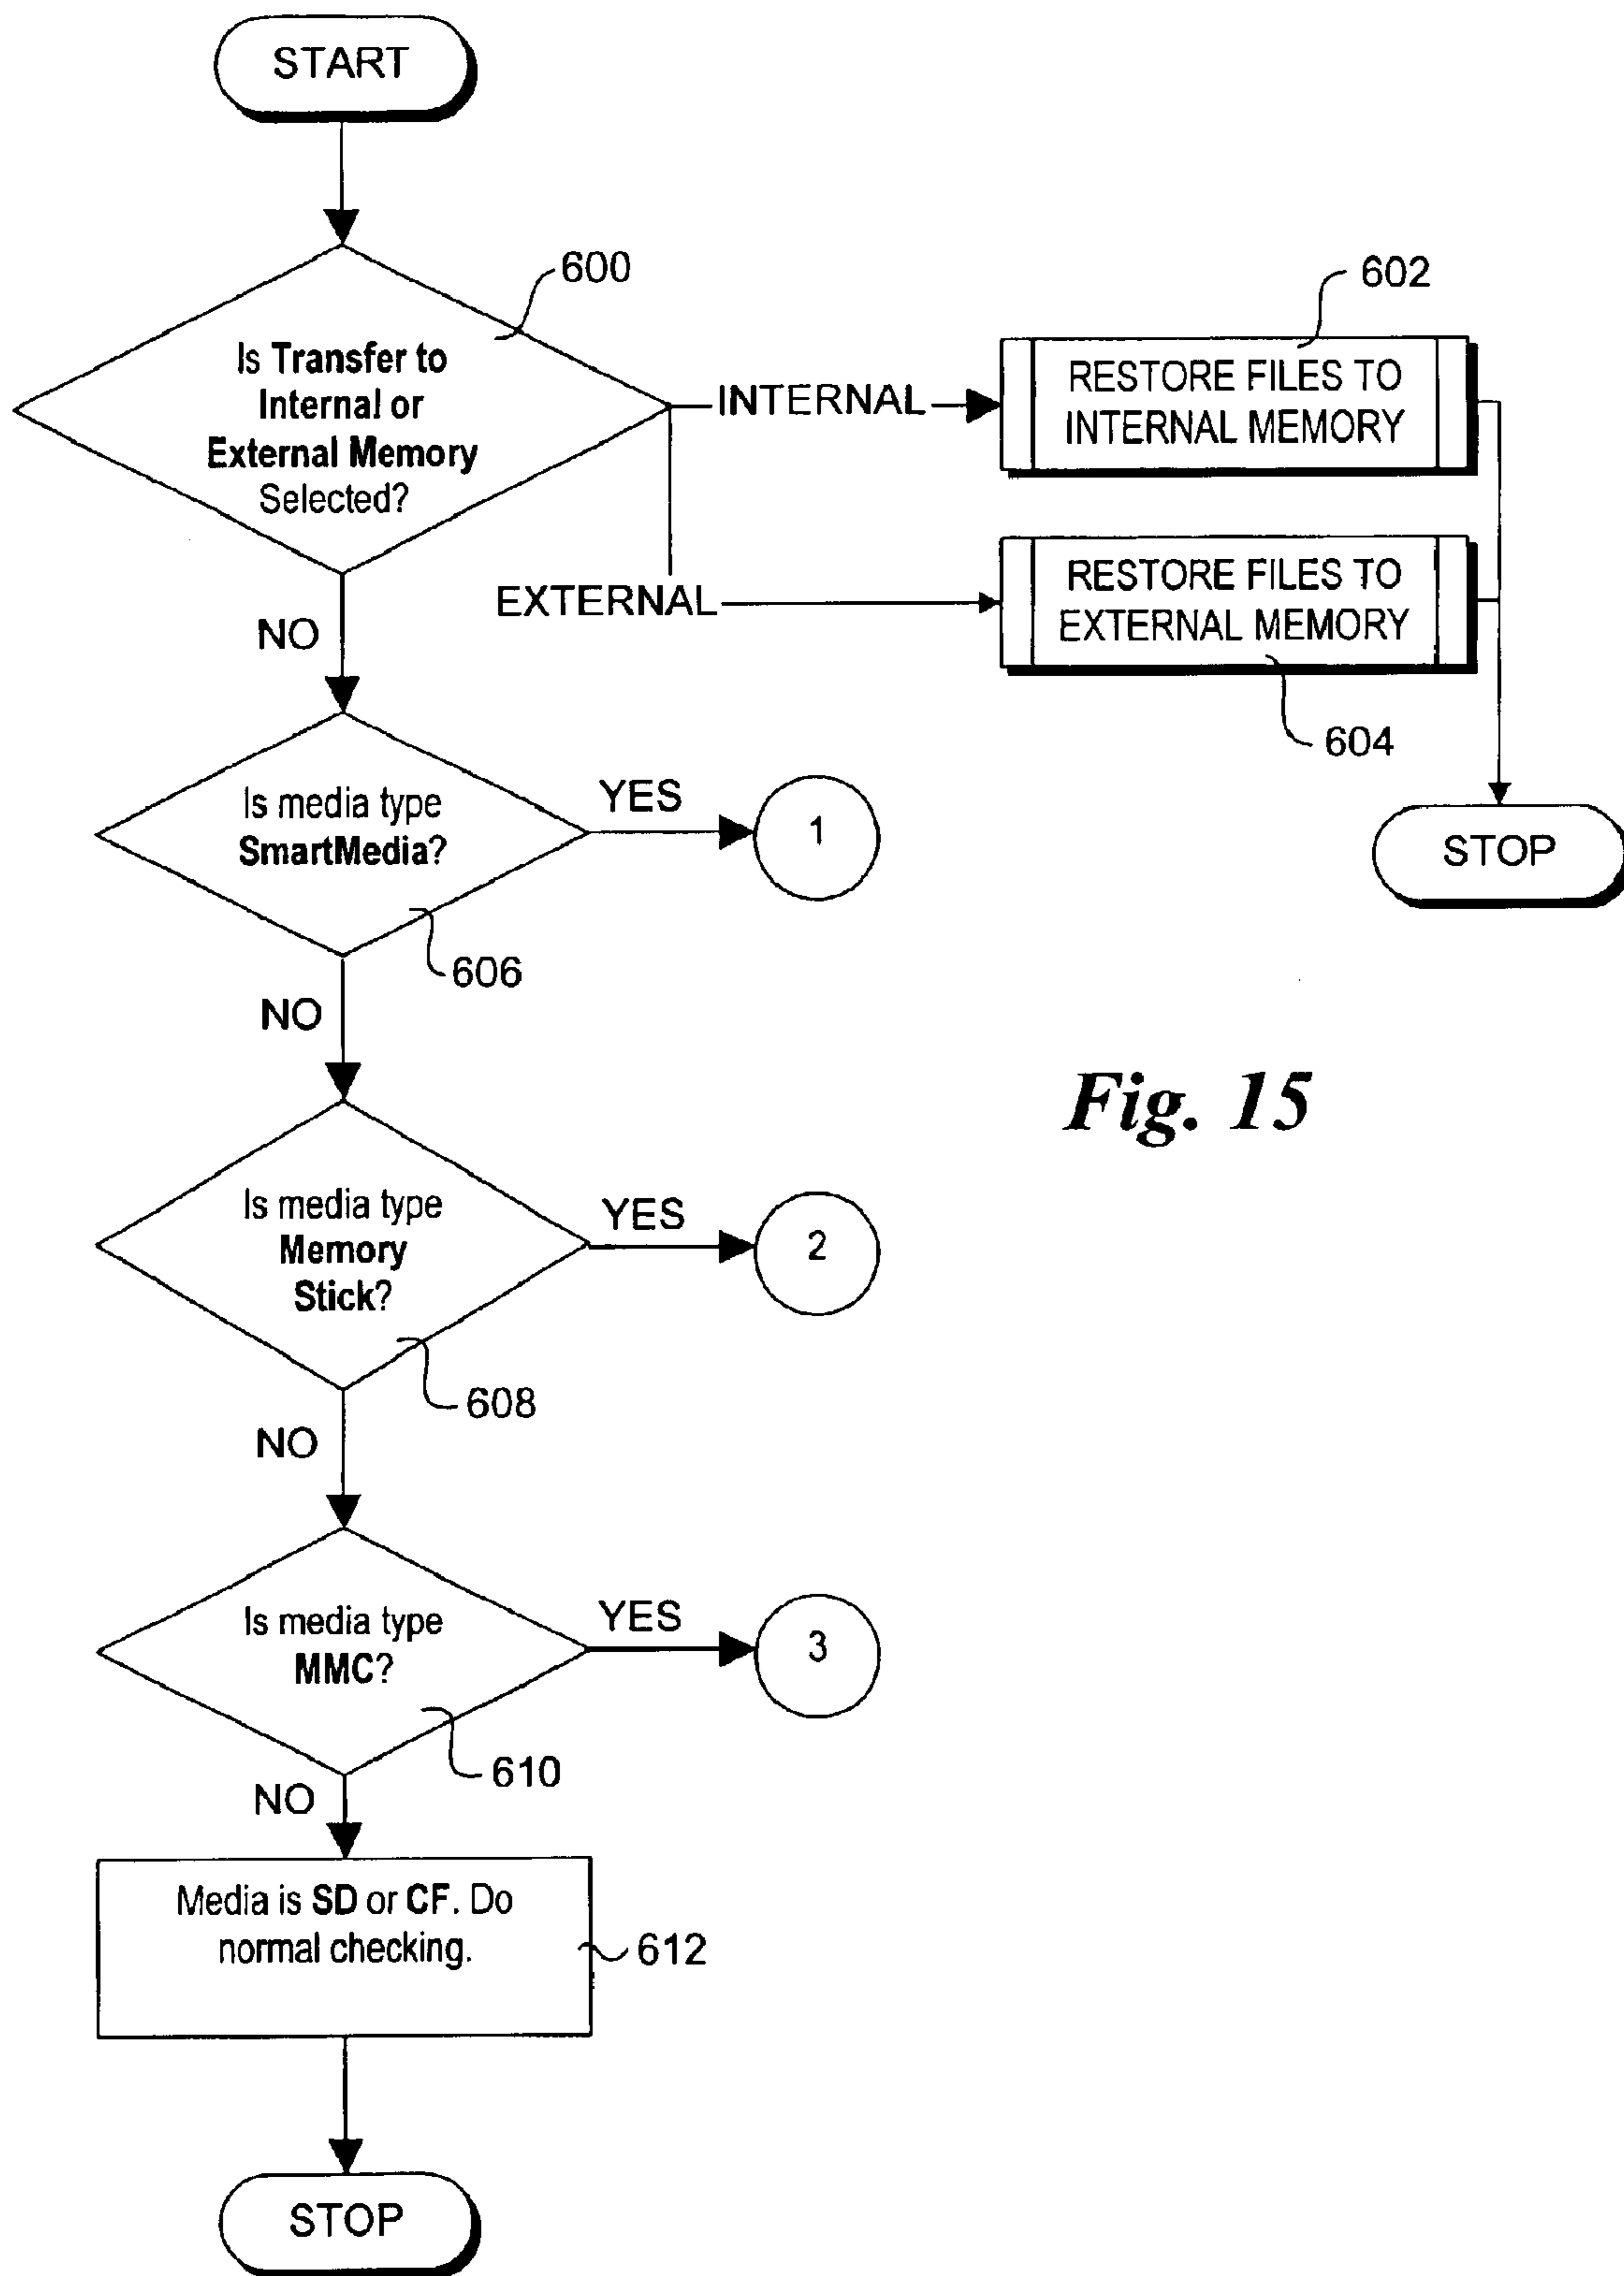 START
600
Is Transfer to
Internal or
External Memory
Selected?
INTERNAL
602
RESTORE FILES TO
INTERNAL MEMORY
EXTERNAL
RESTORE FILES TO
EXTERNAL MEMORY
604
STOP
NO
Is media type
SmartMedia?
YES
1
606
NO
Fig. 15
Is media type
Memory
Stick?
YES
2
608
NO
Is media type
MMC?
YES
3
610
NO
Media is SD or CF. Do
normal checking.
612
STOP